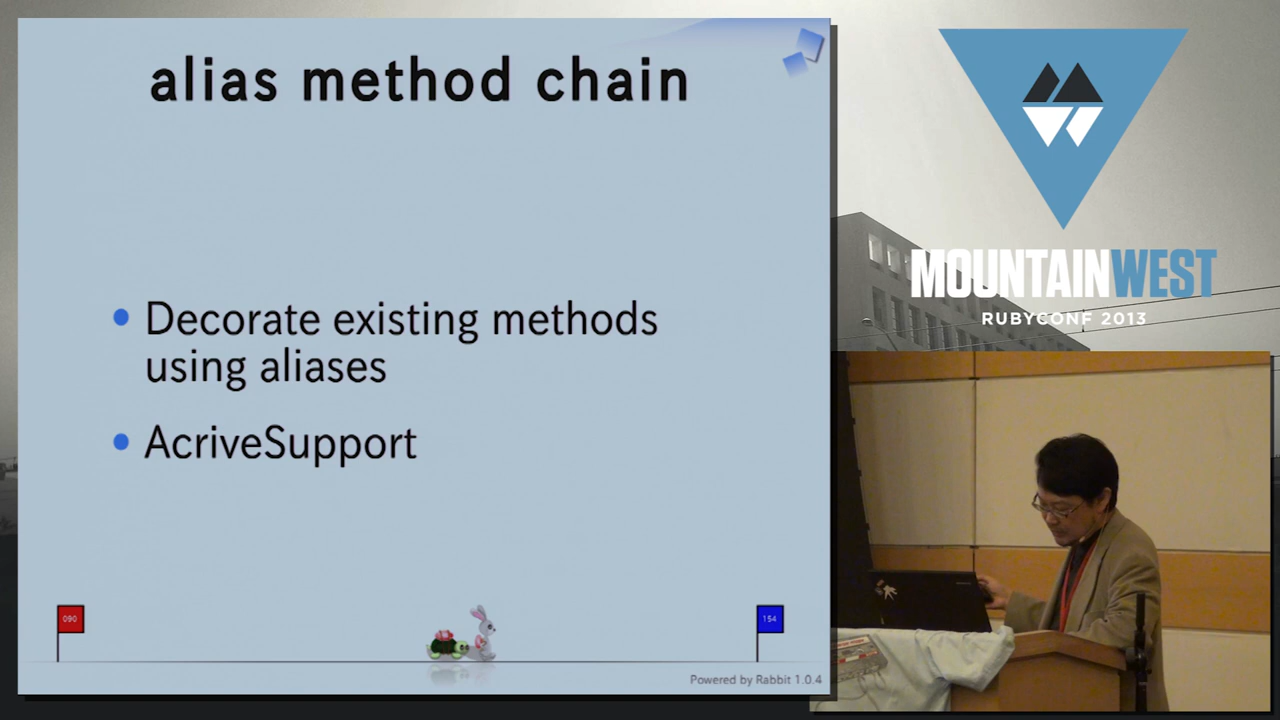 alias method chain
Decorate existing methods
using aliases
AcriveSupport
090
154
Powered by Rabbit 1.0.4
MOUNTAINWEST
RUBYCONF 2013